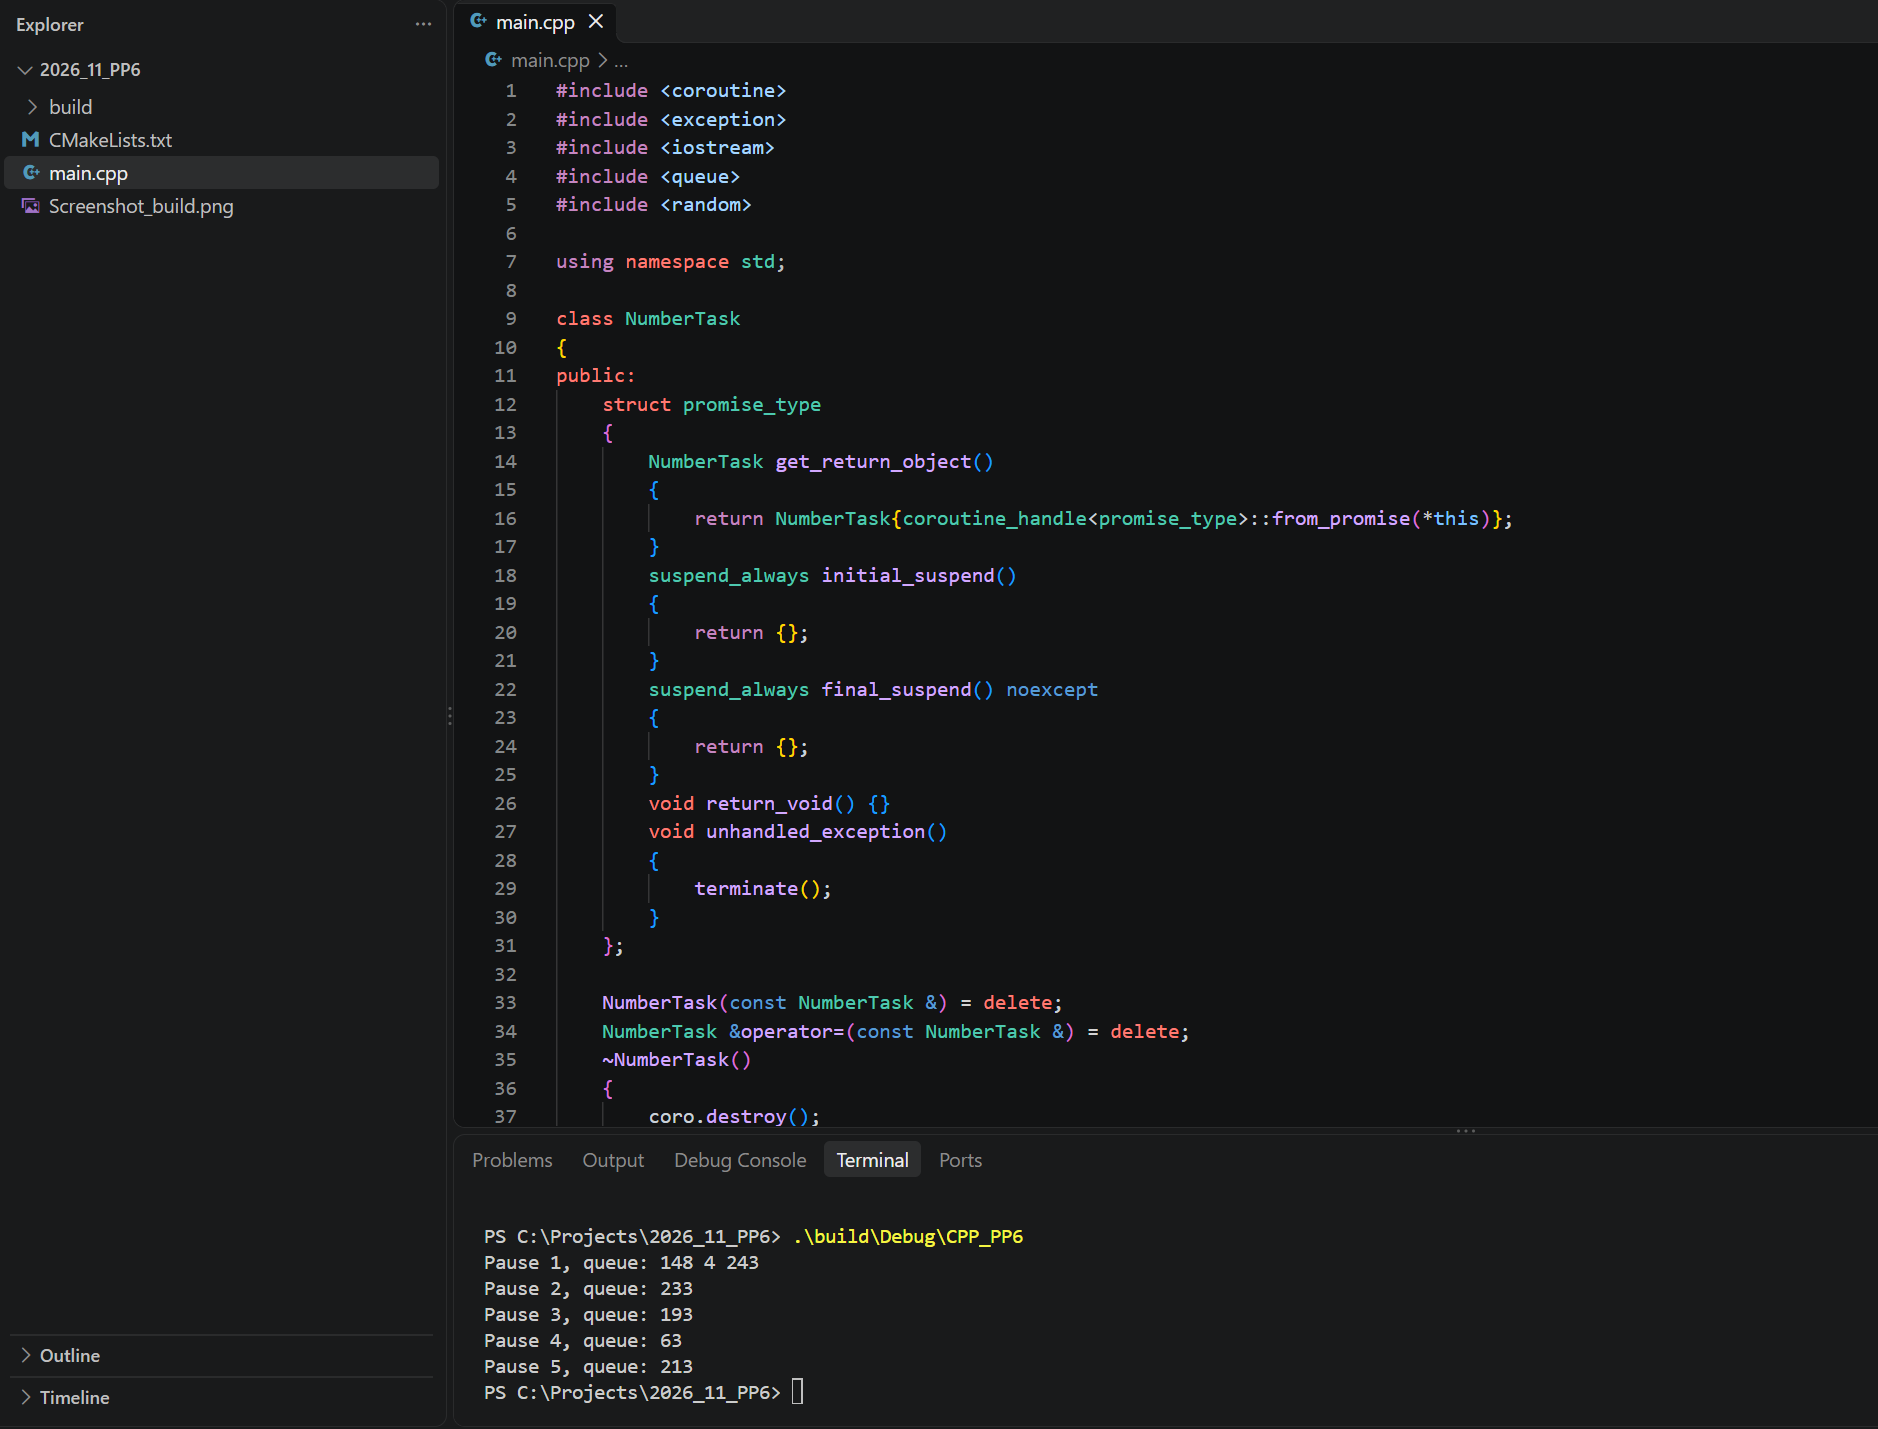 Explorer
2026_11_PP6
build
CMakeLists.txt
main.cpp
Screenshot_build.png
Outline
Timeline
main.cpp
main.cpp > ...
1 #include <coroutine>
2 #include <exception>
3 #include <iostream>
4 #include <queue>
5 #include <random>
6
7 using namespace std;
8
9 class NumberTask
10 {
11 public:
12     struct promise_type
13     {
14         NumberTask get_return_object()
15         {
16             return NumberTask{coroutine_handle<promise_type>::from_promise(*this)};
17         }
18         suspend_always initial_suspend()
19         {
20             return {};
21         }
22         suspend_always final_suspend() noexcept
23         {
24             return {};
25         }
26         void return_void() {}
27         void unhandled_exception()
28         {
29             terminate();
30         }
31     };
32
33     NumberTask(const NumberTask &) = delete;
34     NumberTask &operator=(const NumberTask &) = delete;
35     ~NumberTask()
36     {
37         coro.destroy();
Problems Output Debug Console Terminal Ports
PS C:\Projects\2026_11_PP6> .\build\Debug\CPP_PP6
Pause 1, queue: 148 4 243
Pause 2, queue: 233
Pause 3, queue: 193
Pause 4, queue: 63
Pause 5, queue: 213
PS C:\Projects\2026_11_PP6>